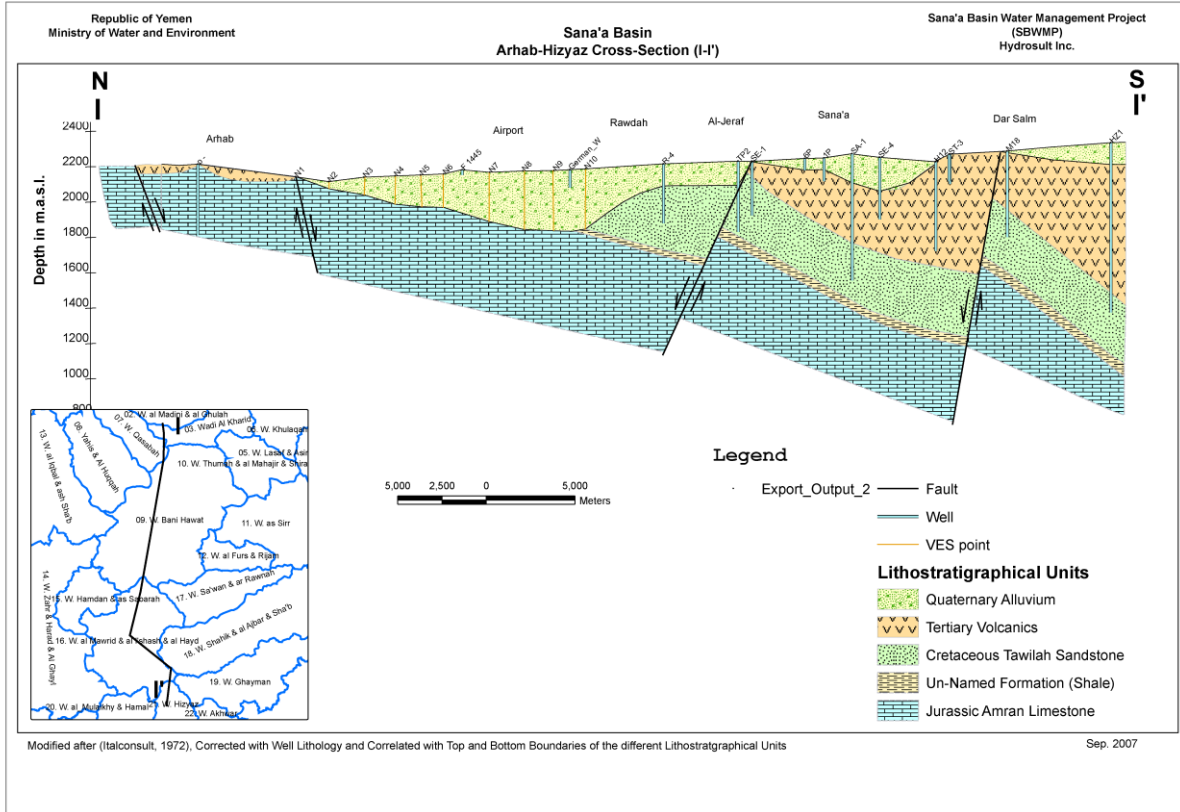 Republic of Yemen
Ministry of Water and Environment
Sana'a Basin
Arhab-Hizyaz Cross-Section (I-I')
Sana'a Basin Water Management Project
(SBWMP)
Hydrosult Inc.
N
I
S
I'
Arhab
Airport
Rawdah
Al-Jeraf
Sana'a
Dar Salm
N1
N2
N3
N4
N5
N6
F 1445
N7
N8
N9
German_W
N10
R-4
TP2
SE-1
SA-1
SE-4
H12
ST-3
M18
HZ1
Depth in m.a.s.l.
2400
2200
2000
1800
1600
1400
1200
1000
800
02. W. al Madini & al Ghulah
I
03. Wadi Al Kharid
07. W. Qasabah
08. Yahis & Al Huqqah
13. W. al Iqbal & ash Sha'b
05. W. Lasaf & Asir
10. W. Thumah & al Mahajir & Shira
09. W. Bani Hawat
11. W. as Sirr
12. W. al Furs & Rijam
17. W. Sa'wan & ar Rawnah
15. W. Hamdan & as Sabarah
14. W. Zahr & Harad & Al Ghayl
16. W. al Mawrid & al Ishash & al Hayd
18. W. Shahik & al Ajbar & Sha'b
19. W. Ghayman
I'
W. Hizyaz
20. W. al Mulaikhy & Hamal
22. W. Akhwar
5,000 2,500 0 5,000
Meters
Legend
Export_Output_2
Fault
Well
VES point
Lithostratigraphical Units
Quaternary Alluvium
Tertiary Volcanics
Cretaceous Tawilah Sandstone
Un-Named Formation (Shale)
Jurassic Amran Limestone
Modified after (Italconsult, 1972), Corrected with Well Lithology and Correlated with Top and Bottom Boundaries of the different Lithostratgraphical Units
Sep. 2007